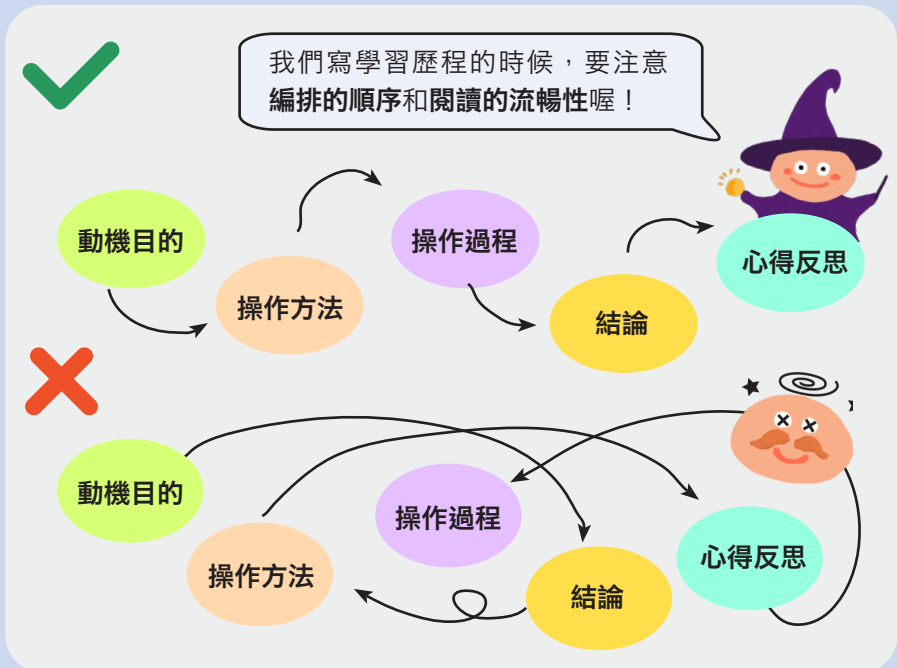 我們寫學習歷程的時候，要注意
編排的順序和閱讀的流暢性喔！
動機目的
操作方法
操作過程
結論
心得反思
動機目的
操作方法
操作過程
結論
心得反思